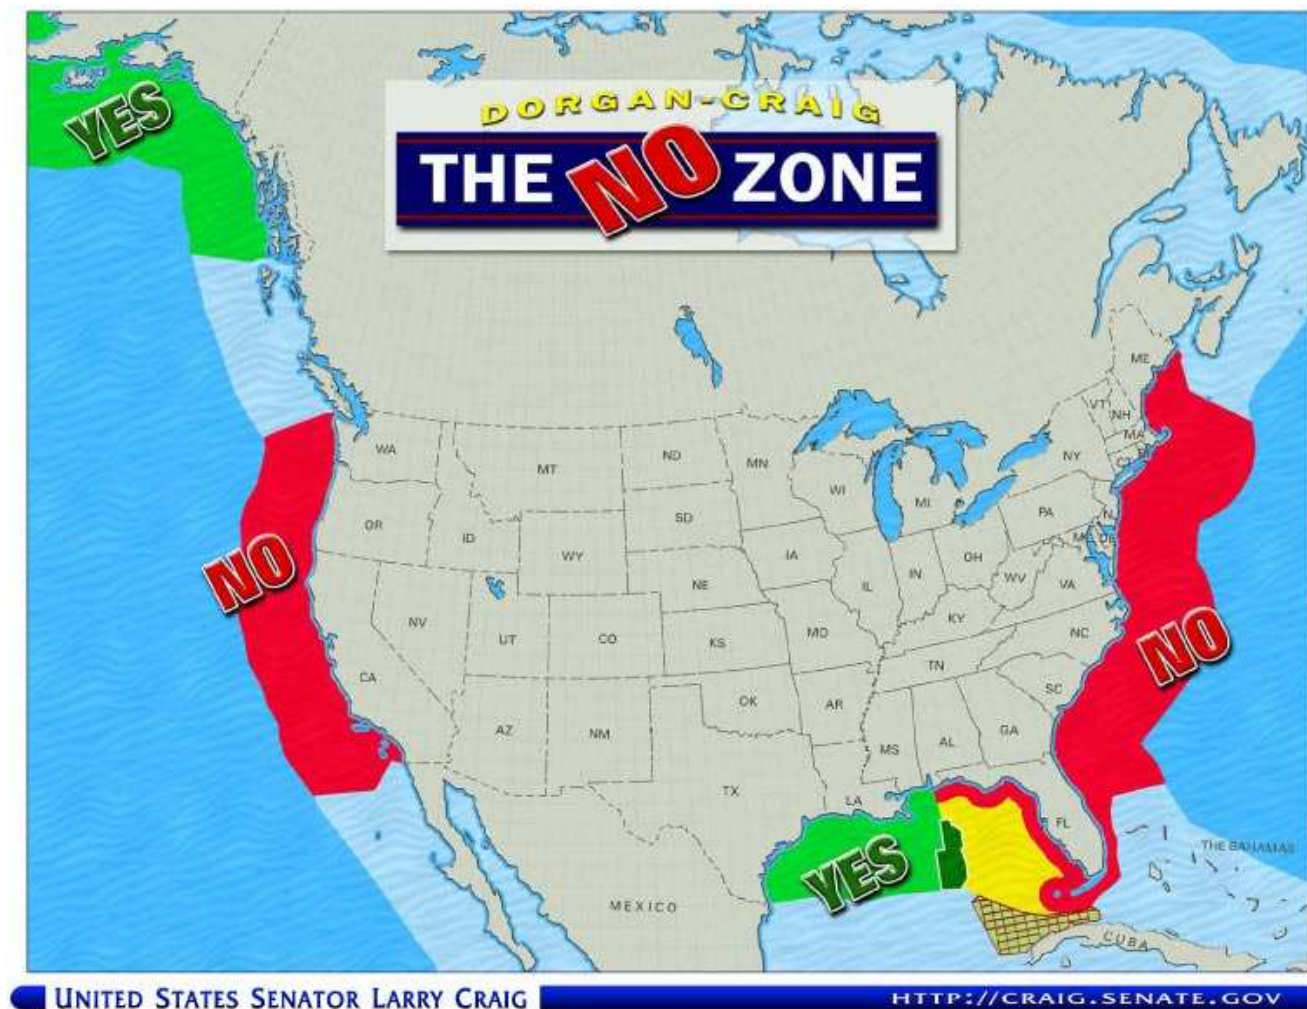 YES
DORGAN-CRAIG
THE NO ZONE
ME
VT
NH
MA
WA
MT
ND
MN
NY
CT
WI
MI
OR
ID
SD
PA
WY
IA
OH
NE
IL
IN
WV
VA
NO
NV
UT
CO
KS
MO
KY
NC
NO
CA
TN
OK
AR
SC
AZ
NM
MS
AL
GA
TX
LA
FL
YES
THE BAHAMAS
MEXICO
CUBA
UNITED STATES SENATOR LARRY CRAIG
HTTP://CRAIG.SENATE.GOV